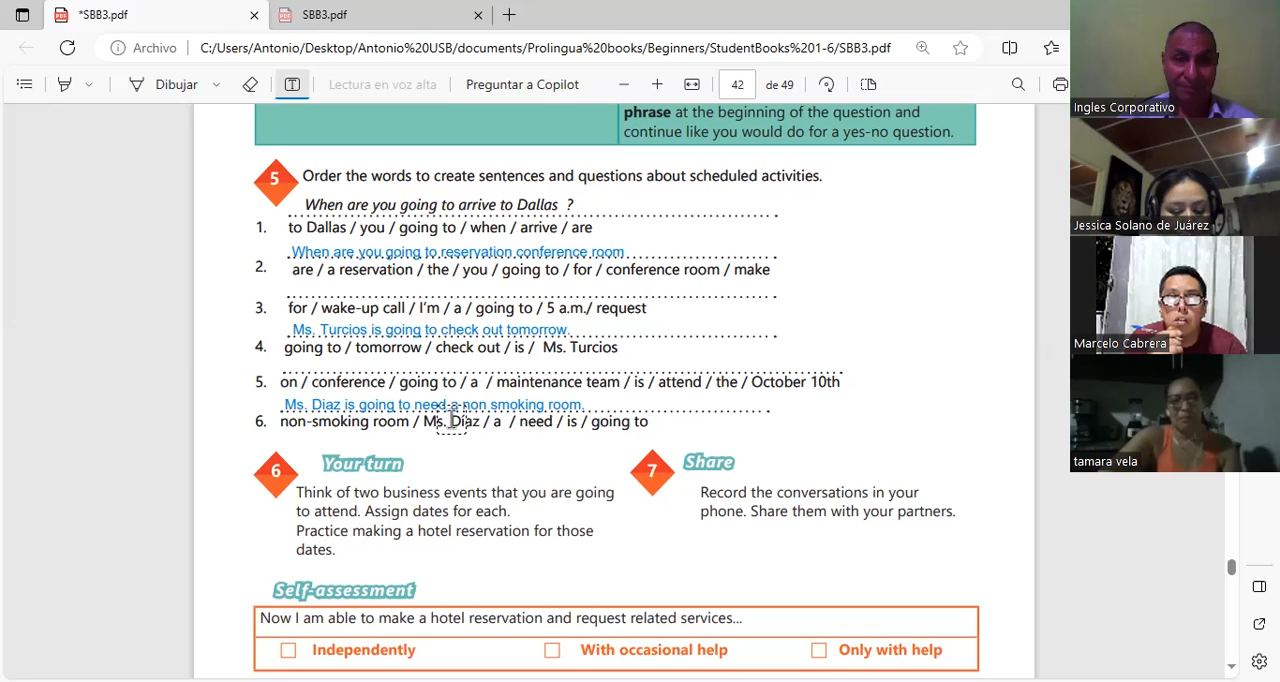 *SBB3.pdf
SBB3.pdf
Archivo
C:/Users/Antonio/Desktop/Antonio%20USB/documents/Prolingua%20books/Beginners/StudentBooks%201-6/SBB3.pdf
Dibujar
Lectura en voz alta
Preguntar a Copilot
42
de 49
phrase at the beginning of the question and
continue like you would do for a yes-no question.
5
Order the words to create sentences and questions about scheduled activities.
When are you going to arrive to Dallas ?
1. to Dallas / you / going to / when / arrive / are
When are you going to reservation conference room
2. are / a reservation / the / you / going to / for / conference room / make
3. for / wake-up call / I'm / a / going to / 5 a.m./ request
Ms. Turcios is going to check out tomorrow.
4. going to / tomorrow / check out / is / Ms. Turcios
5. on / conference / going to / a / maintenance team / is / attend / the / October 10th
Ms. Diaz is going to need a non smoking room.
6. non-smoking room / Ms. Díaz / a / need / is / going to
6
Your turn
Think of two business events that you are going
to attend. Assign dates for each.
Practice making a hotel reservation for those
dates.
7
Share
Record the conversations in your
phone. Share them with your partners.
Self-assessment
Now I am able to make a hotel reservation and request related services...
Independently
With occasional help
Only with help
Ingles Corporativo
Jessica Solano de Juárez
Marcelo Cabrera
tamara vela